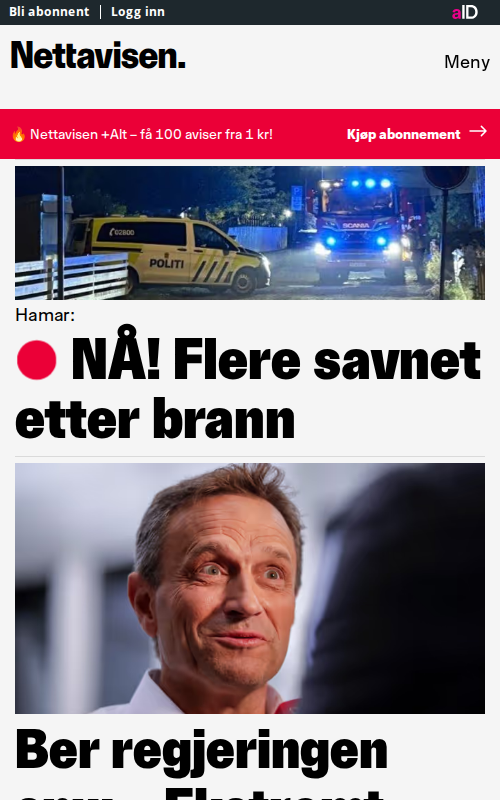 Bli abonnent | Logg inn
aID
Nettavisen.
Meny
🔥 Nettavisen +Alt – få 100 aviser fra 1 kr!
Kjøp abonnement →
02800
POLITI
SCANIA
Hamar:
🔴 NÅ! Flere savnet
etter brann
Ber regjeringen